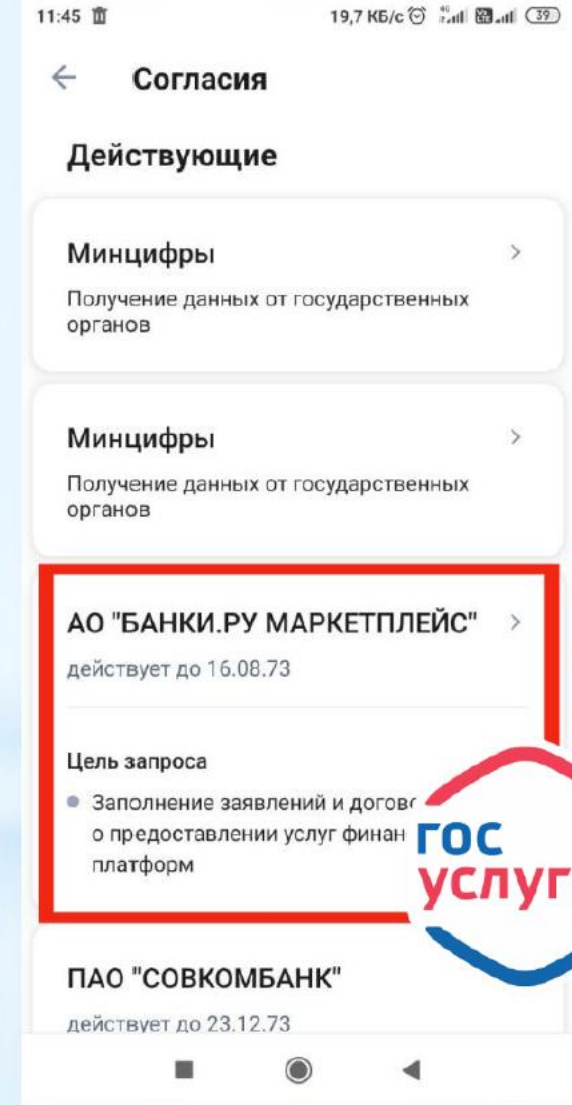 11:45
19,7 КБ/с 4G 39
Согласия
Действующие
Минцифры
Получение данных от государственных
органов
Минцифры
Получение данных от государственных
органов
АО "БАНКИ.РУ МАРКЕТПЛЕЙС"
действует до 16.08.73
Цель запроса
Заполнение заявлений и догов
о предоставлении услуг финан
платформ
гос
услуг
ПАО "СОВКОМБАНК"
действует до 23.12.73